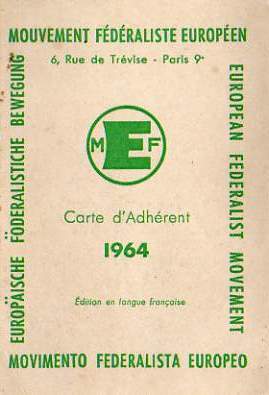 MOUVEMENT FÉDÉRALISTE EUROPÉEN
6, Rue de Trévise - Paris 9e
EUROPÄISCHE FÖDERALISTICHE BEWEGUNG
EUROPEAN FEDERALIST MOVEMENT
M E F
Carte d'Adhérent
1964
Édition en langue française
MOVIMENTO FEDERALISTA EUROPEO